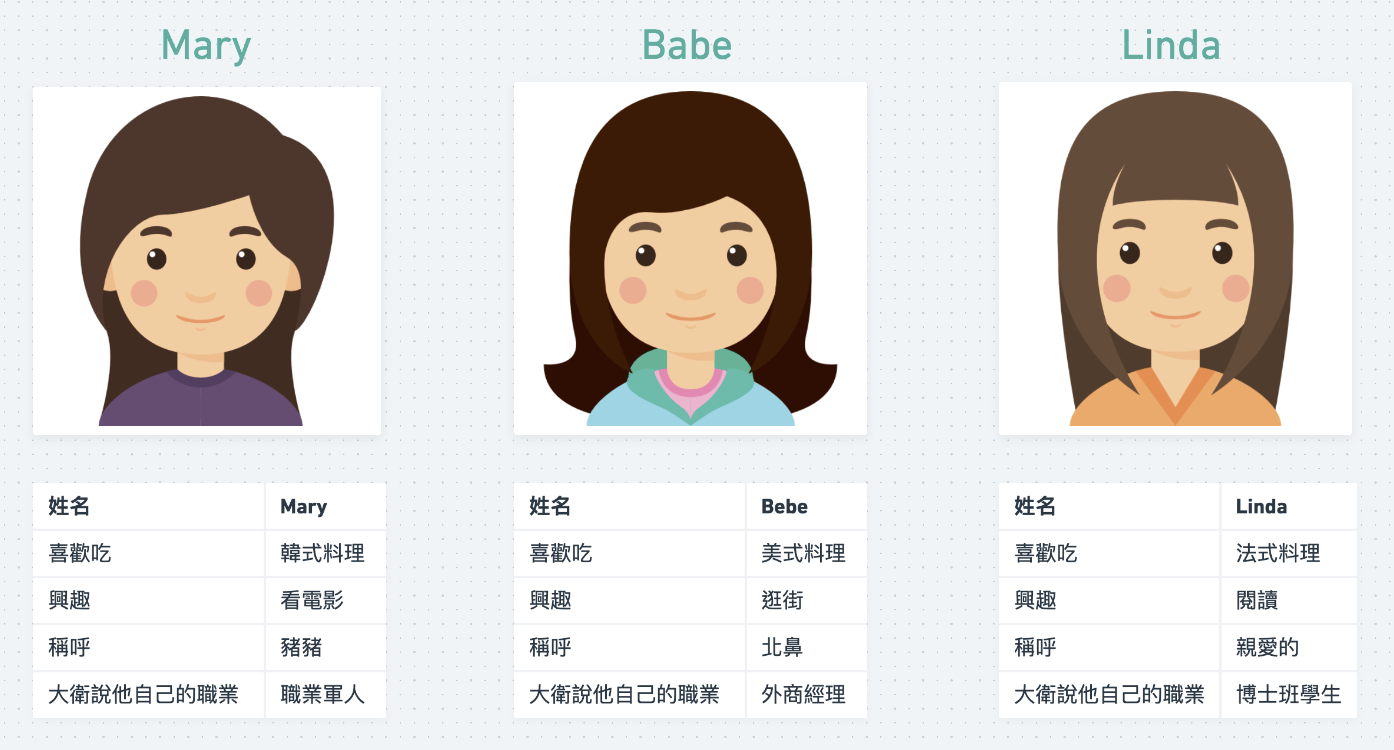 Mary
Babe
Linda
姓名 Mary
喜歡吃 韓式料理
興趣 看電影
稱呼 豬豬
大衛說他自己的職業 職業軍人
姓名 Bebe
喜歡吃 美式料理
興趣 逛街
稱呼 北鼻
大衛說他自己的職業 外商經理
姓名 Linda
喜歡吃 法式料理
興趣 閱讀
稱呼 親愛的
大衛說他自己的職業 博士班學生